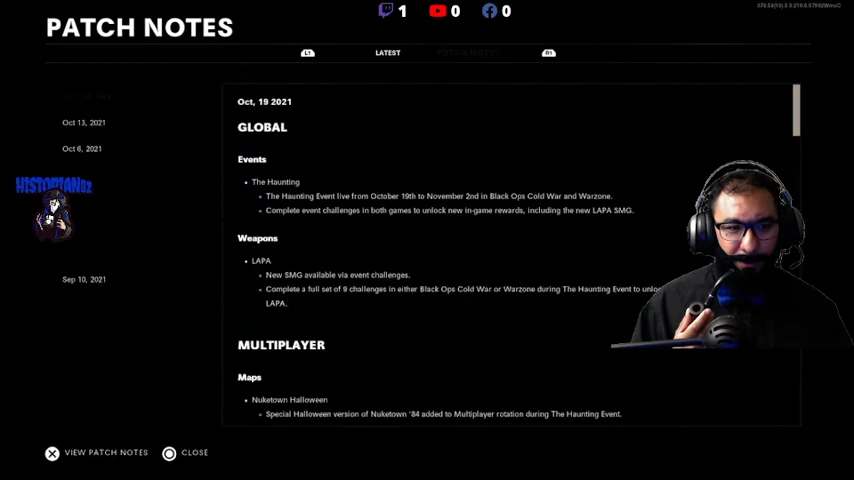 1 0 0
PATCH NOTES
L1 LATEST PATCH NOTES R1
Oct 13, 2021
Oct 6, 2021
HISTORIAN82
Sep 10, 2021
Oct, 19 2021
GLOBAL
Events
• The Haunting
The Haunting Event live from October 19th to November 2nd in Black Ops Cold War and Warzone.
Complete event challenges in both games to unlock new in-game rewards, including the new LAPA SMG.
Weapons
• LAPA
New SMG available via event challenges.
Complete a full set of 9 challenges in either Black Ops Cold War or Warzone during The Haunting Event to unloc
LAPA.
MULTIPLAYER
Maps
• Nuketown Halloween
Special Halloween version of Nuketown '84 added to Multiplayer rotation during The Haunting Event.
VIEW PATCH NOTES CLOSE